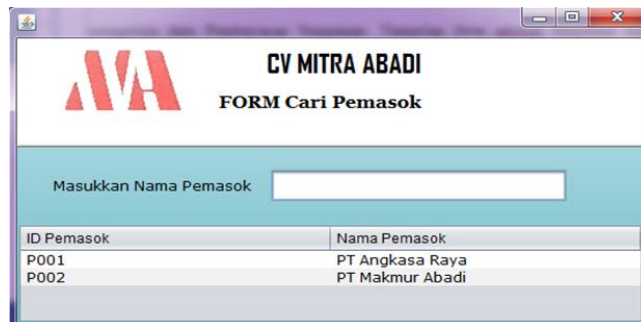 CV MITRA ABADI
FORM Cari Pemasok
Masukkan Nama Pemasok
ID Pemasok Nama Pemasok
P001 PT Angkasa Raya
P002 PT Makmur Abadi